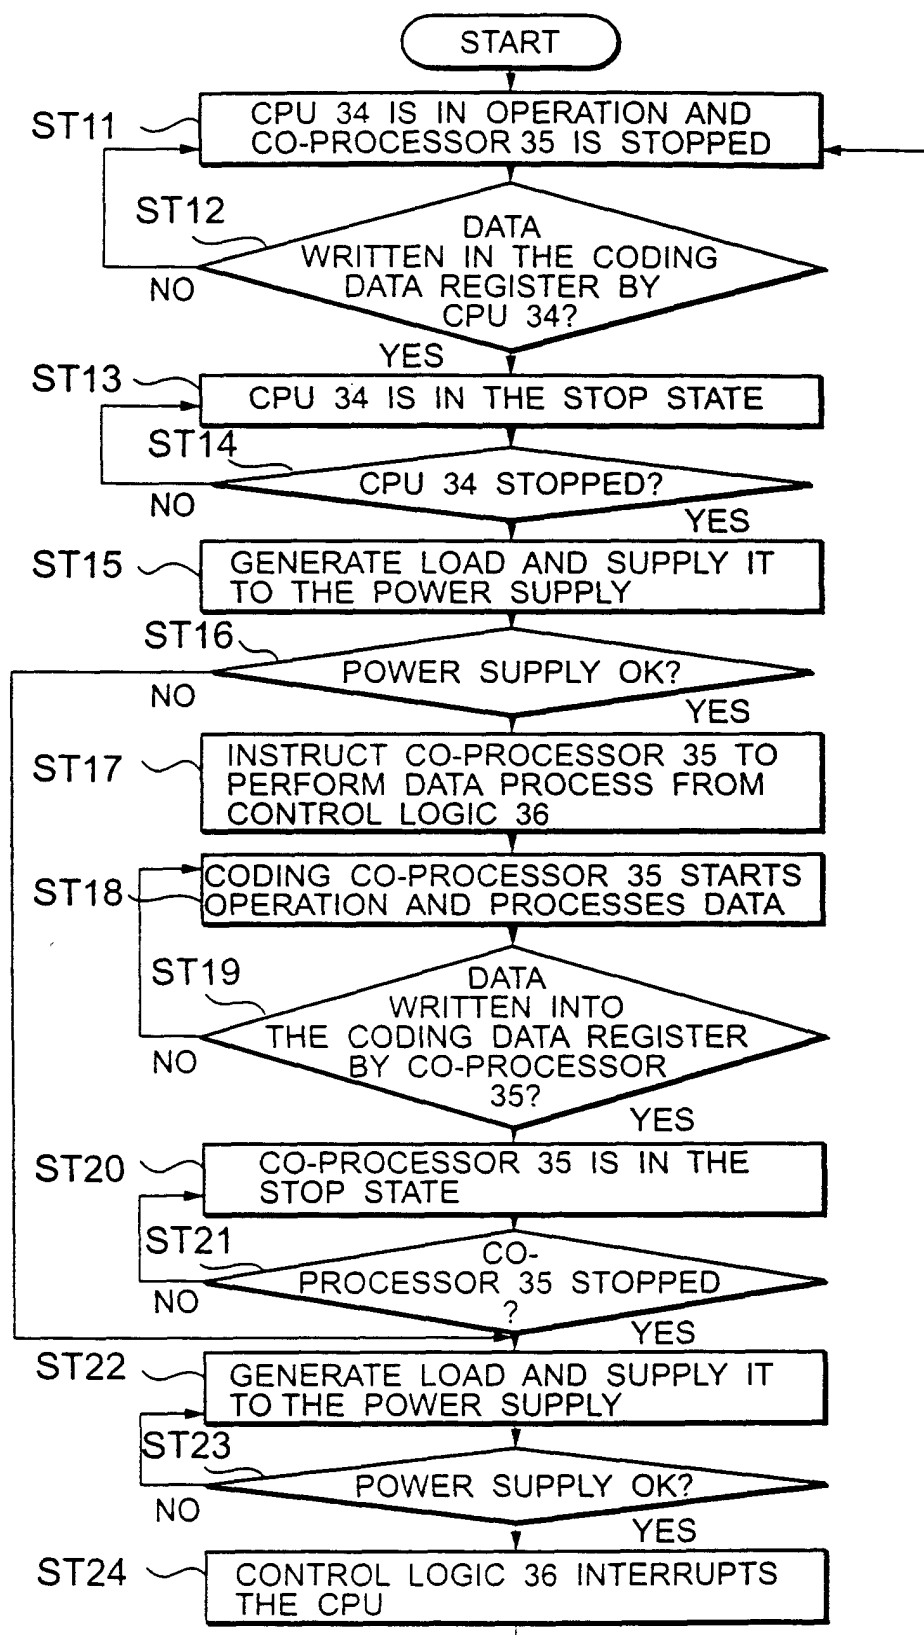 START
ST11
CPU 34 IS IN OPERATION AND
CO-PROCESSOR 35 IS STOPPED
ST12
DATA
WRITTEN IN THE CODING
DATA REGISTER BY
CPU 34?
NO
YES
ST13
CPU 34 IS IN THE STOP STATE
ST14
CPU 34 STOPPED?
NO
YES
ST15
GENERATE LOAD AND SUPPLY IT
TO THE POWER SUPPLY
ST16
POWER SUPPLY OK?
NO
YES
ST17
INSTRUCT CO-PROCESSOR 35 TO
PERFORM DATA PROCESS FROM
CONTROL LOGIC 36
ST18
CODING CO-PROCESSOR 35 STARTS
OPERATION AND PROCESSES DATA
ST19
DATA
WRITTEN INTO
THE CODING DATA REGISTER
BY CO-PROCESSOR
35?
NO
YES
ST20
CO-PROCESSOR 35 IS IN THE
STOP STATE
ST21
CO-
PROCESSOR 35 STOPPED
?
NO
YES
ST22
GENERATE LOAD AND SUPPLY IT
TO THE POWER SUPPLY
ST23
POWER SUPPLY OK?
NO
YES
ST24
CONTROL LOGIC 36 INTERRUPTS
THE CPU